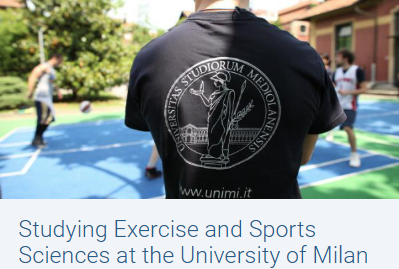 UNIVERSITAS STUDIORUM MEDIOLANENSIS
www.unimi.it
Studying Exercise and Sports
Sciences at the University of Milan